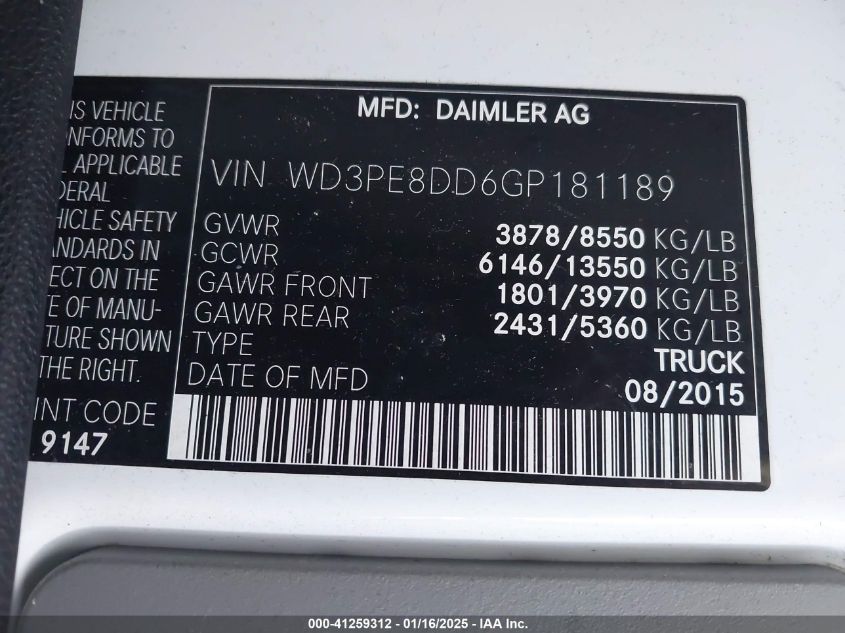 IS VEHICLE
NFORMS TO
APPLICABLE
DERAL
HICLE SAFETY
NDARDS IN
ECT ON THE
E OF MANU-
TURE SHOWN
THE RIGHT.
INT CODE
9147
MFD: DAIMLER AG
VIN WD3PE8DD6GP181189
GVWR 3878/8550 KG/LB
GCWR 6146/13550 KG/LB
GAWR FRONT 1801/3970 KG/LB
GAWR REAR 2431/5360 KG/LB
TYPE TRUCK
DATE OF MFD 08/2015
000-41259312 - 01/16/2025 - IAA Inc.